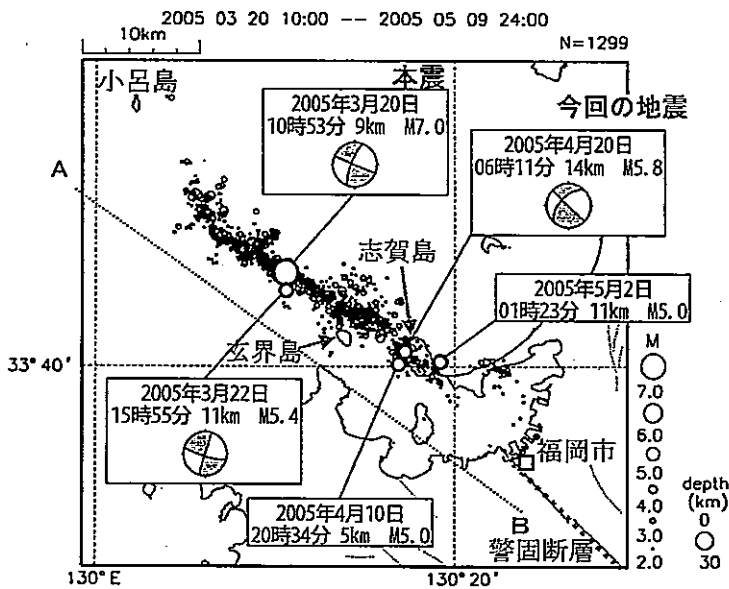 2005 03 20 10:00 -- 2005 05 09 24:00
10km
N=1299
小呂島
本震
2005年3月20日
10時53分 9km M7.0
今回の地震
2005年4月20日
06時11分 14km M5.8
A
志賀島
2005年5月2日
01時23分 11km M5.0
玄界島
33°40'
2005年3月22日
15時55分 11km M5.4
福岡市
2005年4月10日
20時34分 5km M5.0
B
警固断層
M
7.0
6.0
5.0
4.0
3.0
2.0
depth
(km)
0
30
130°E
130°20'